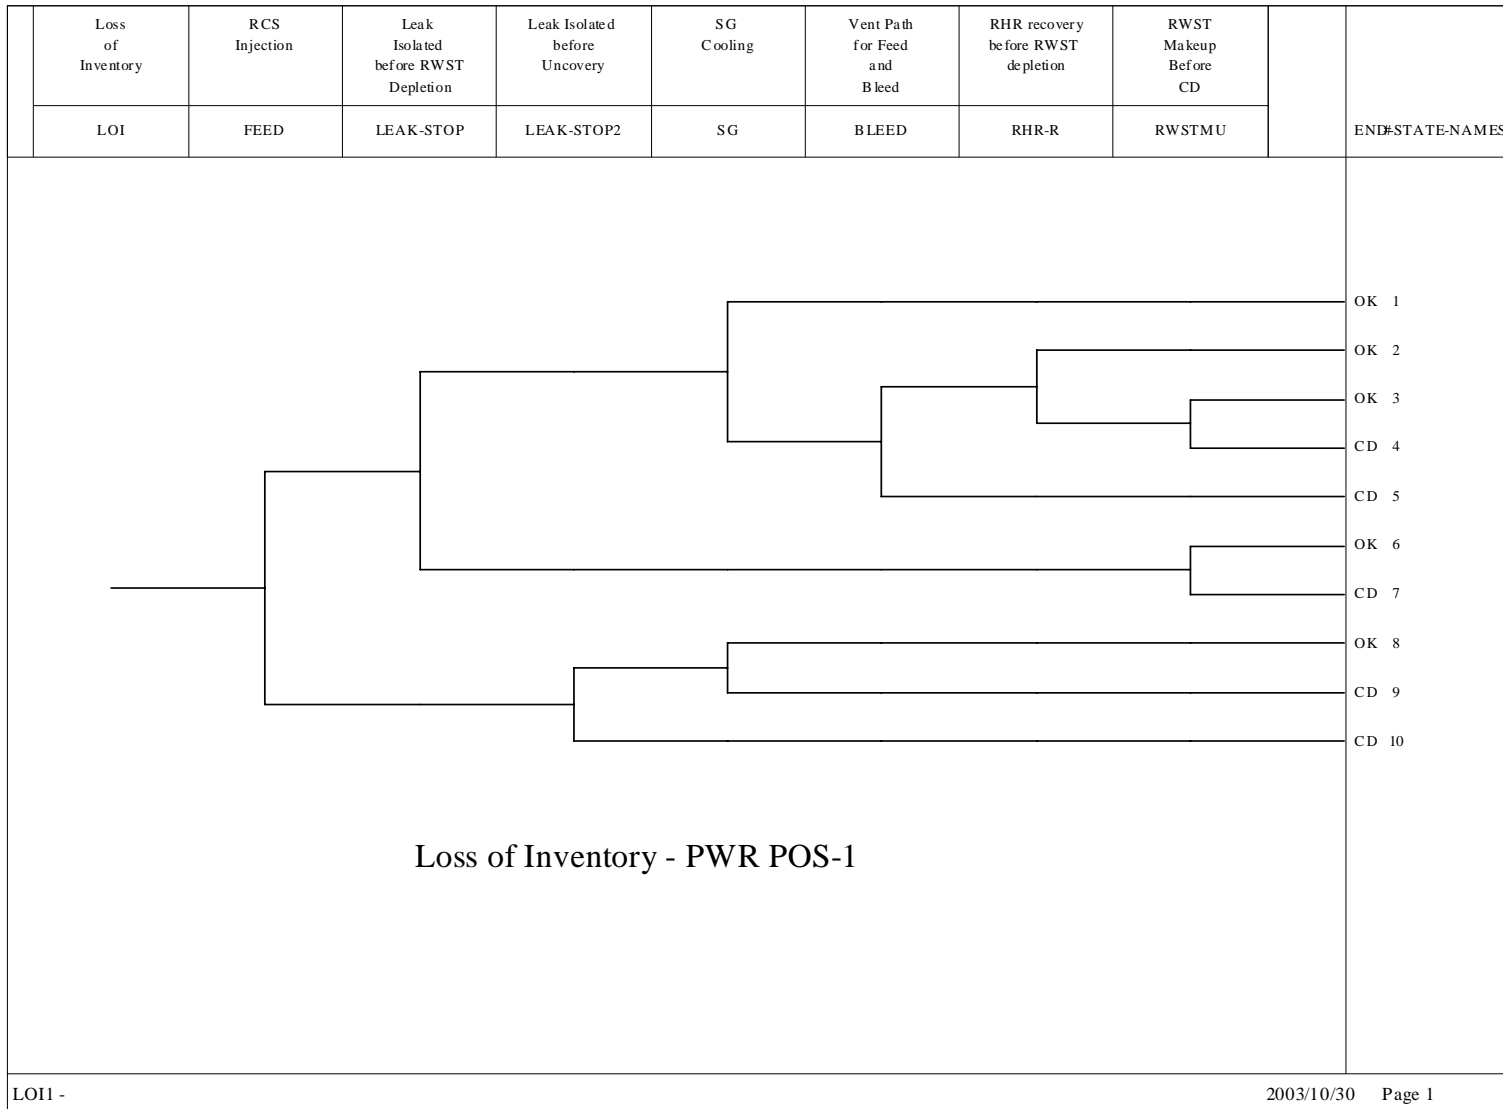 Loss
of
Inventory
RCS
Injection
Leak
Isolated
before RWST
Depletion
Leak Isolated
before
Uncovery
SG
Cooling
Vent Path
for Feed
and
Bleed
RHR recovery
before RWST
depletion
RWST
Makeup
Before
CD
LOI
FEED
LEAK-STOP
LEAK-STOP2
SG
BLEED
RHR-R
RWSTMU
END#STATE-NAMES
OK 1
OK 2
OK 3
CD 4
CD 5
OK 6
CD 7
OK 8
CD 9
CD 10
Loss of Inventory - PWR POS-1
LOI1 -
2003/10/30 Page 1